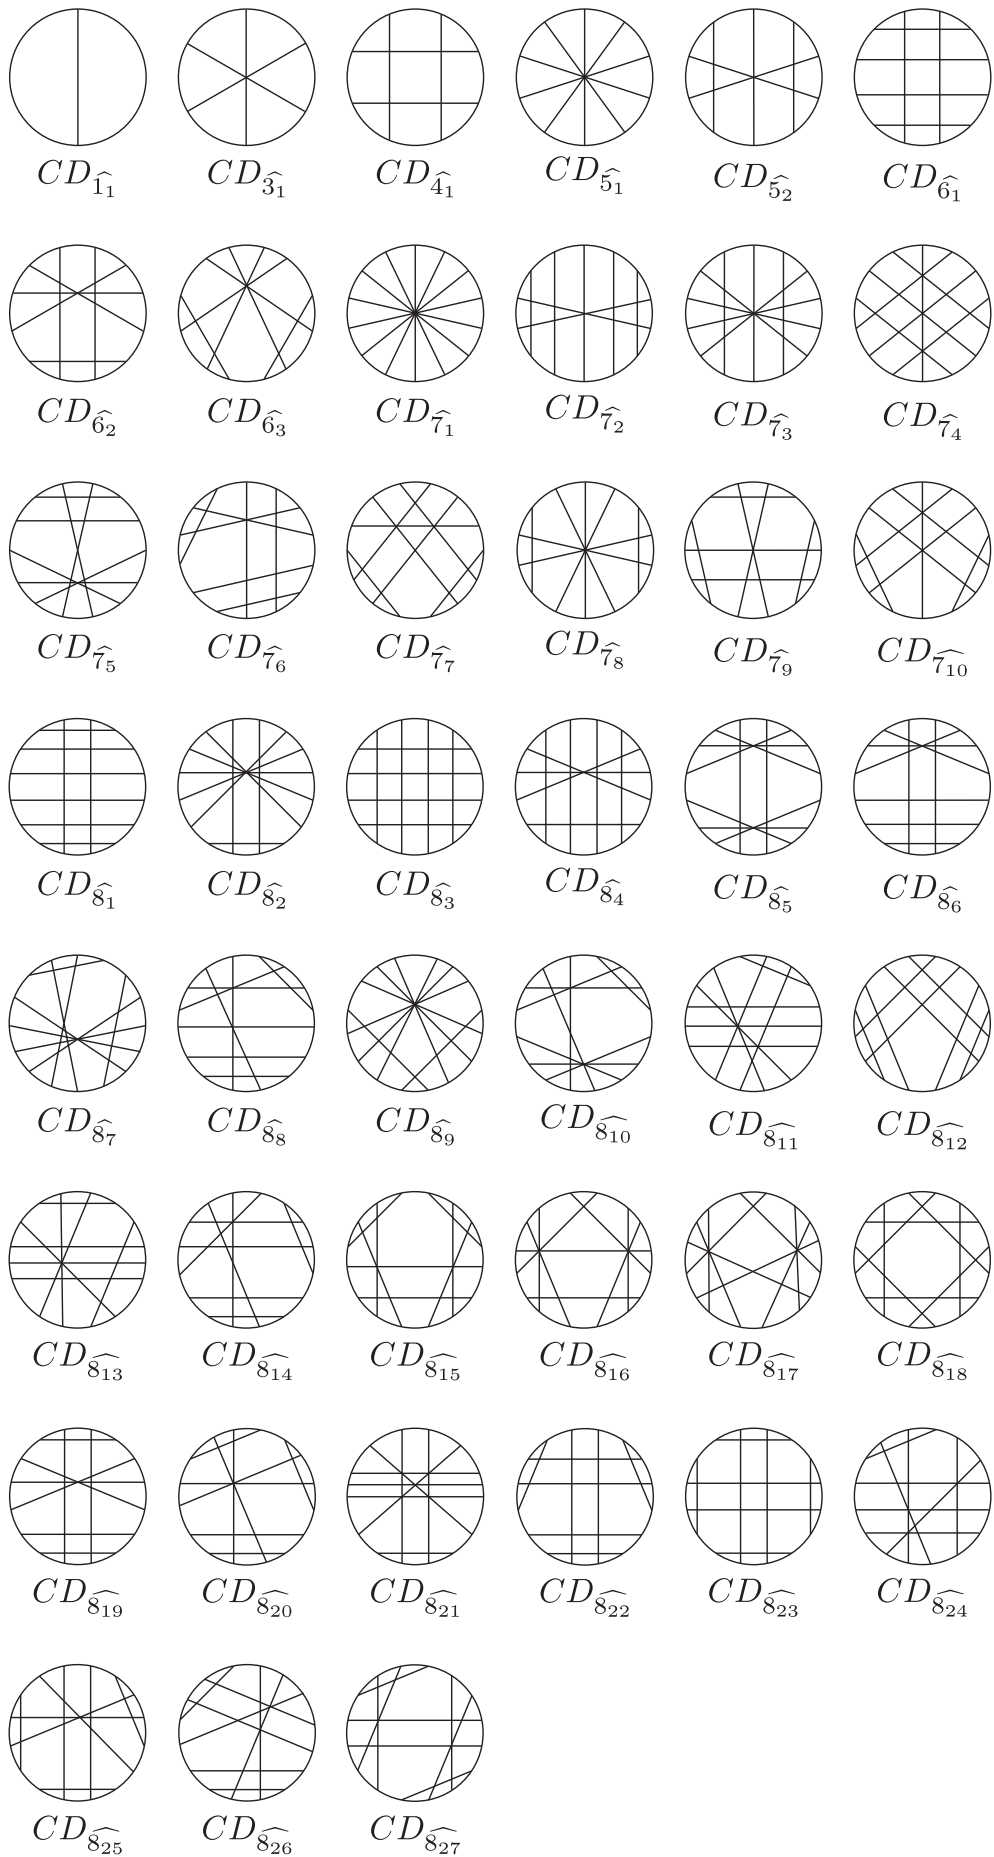 CD_{\widehat{1_1}} CD_{\widehat{3_1}} CD_{\widehat{4_1}} CD_{\widehat{5_1}} CD_{\widehat{5_2}} CD_{\widehat{6_1}}
CD_{\widehat{6_2}} CD_{\widehat{6_3}} CD_{\widehat{7_1}} CD_{\widehat{7_2}} CD_{\widehat{7_3}} CD_{\widehat{7_4}}
CD_{\widehat{7_5}} CD_{\widehat{7_6}} CD_{\widehat{7_7}} CD_{\widehat{7_8}} CD_{\widehat{7_9}} CD_{\widehat{7_{10}}}
CD_{\widehat{8_1}} CD_{\widehat{8_2}} CD_{\widehat{8_3}} CD_{\widehat{8_4}} CD_{\widehat{8_5}} CD_{\widehat{8_6}}
CD_{\widehat{8_7}} CD_{\widehat{8_8}} CD_{\widehat{8_9}} CD_{\widehat{8_{10}}} CD_{\widehat{8_{11}}} CD_{\widehat{8_{12}}}
CD_{\widehat{8_{13}}} CD_{\widehat{8_{14}}} CD_{\widehat{8_{15}}} CD_{\widehat{8_{16}}} CD_{\widehat{8_{17}}} CD_{\widehat{8_{18}}}
CD_{\widehat{8_{19}}} CD_{\widehat{8_{20}}} CD_{\widehat{8_{21}}} CD_{\widehat{8_{22}}} CD_{\widehat{8_{23}}} CD_{\widehat{8_{24}}}
CD_{\widehat{8_{25}}} CD_{\widehat{8_{26}}} CD_{\widehat{8_{27}}}